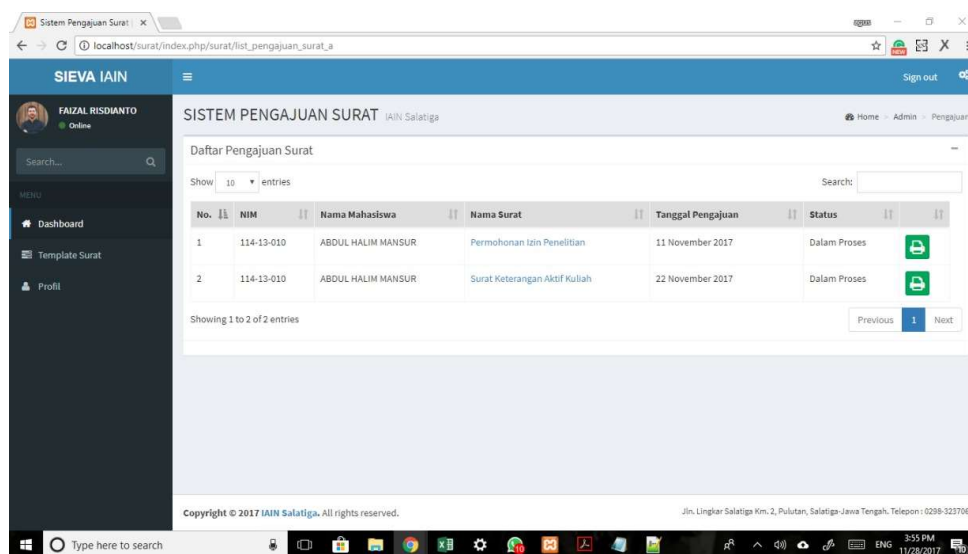 Sistem Pengajuan Surat
localhost/surat/index.php/surat/list_pengajuan_surat_a
NEW
SIEVA IAIN
Sign out
FAIZAL RISDIANTO
Online
SISTEM PENGAJUAN SURAT IAIN Salatiga
Home > Admin > Pengajuan
Search...
Daftar Pengajuan Surat
Show 10 entries
Search:
MENU
Dashboard
Template Surat
Profil
No. NIM Nama Mahasiswa Nama Surat Tanggal Pengajuan Status
1 114-13-010 ABDUL HALIM MANSUR Permohonan Izin Penelitian 11 November 2017 Dalam Proses
2 114-13-010 ABDUL HALIM MANSUR Surat Keterangan Aktif Kuliah 22 November 2017 Dalam Proses
Showing 1 to 2 of 2 entries
Previous 1 Next
Copyright © 2017 IAIN Salatiga. All rights reserved.
Jln. Lingkar Salatiga Km. 2, Pulutan, Salatiga-Jawa Tengah. Telepon : 0298-323706
Type here to search
10
ENG
3:55 PM
11/28/2017